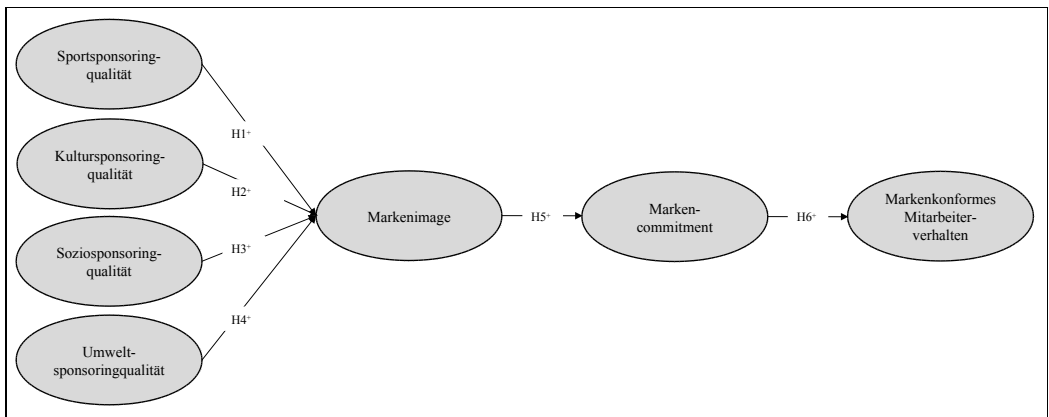 Sportsponsoring-
qualität
H1+
Kultursponsoring-
qualität
H2+
Soziosponsoring-
qualität
H3+
Umwelt-
sponsoringqualität
H4+
Markenimage
H5+
Marken-
commitment
H6+
Markenkonformes
Mitarbeiter-
verhalten